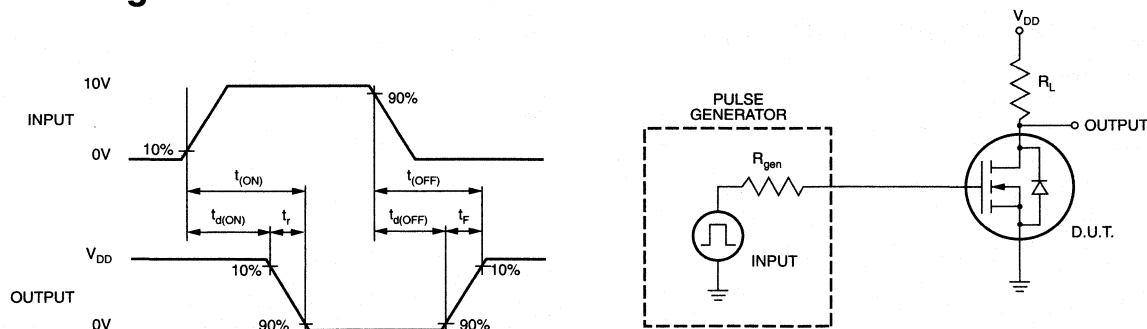 g
10V
INPUT
90%
10%
0V
t(ON)
t(OFF)
td(ON)
tr
td(OFF)
tF
VDD
10%
10%
OUTPUT
0V
90%
90%
VDD
RL
OUTPUT
PULSE
GENERATOR
Rgen
INPUT
D.U.T.